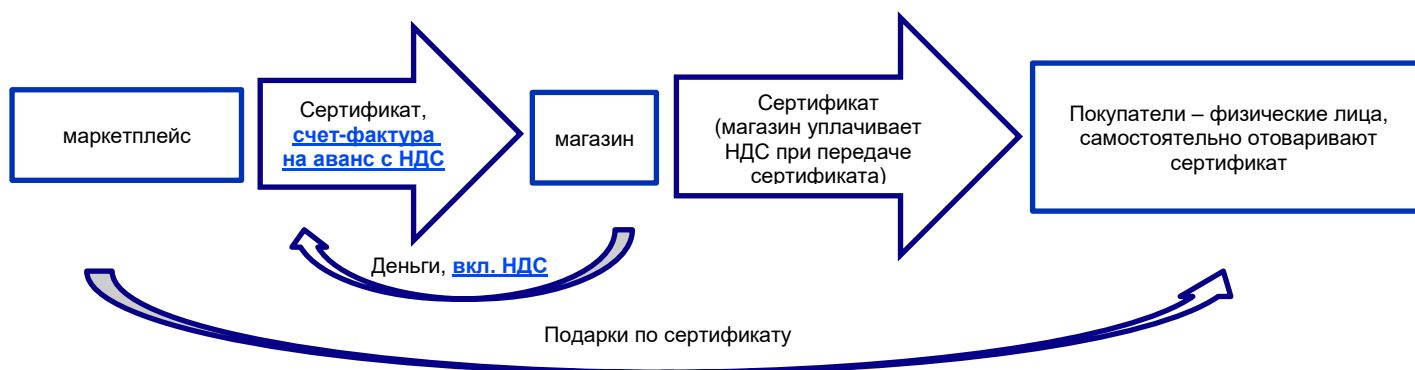 маркетплейс
Сертификат,
счет-фактура
на аванс с НДС
магазин
Сертификат
(магазин уплачивает
НДС при передаче
сертификата)
Покупатели – физические лица,
самостоятельно отоваривают
сертификат
Деньги, вкл. НДС
Подарки по сертификату